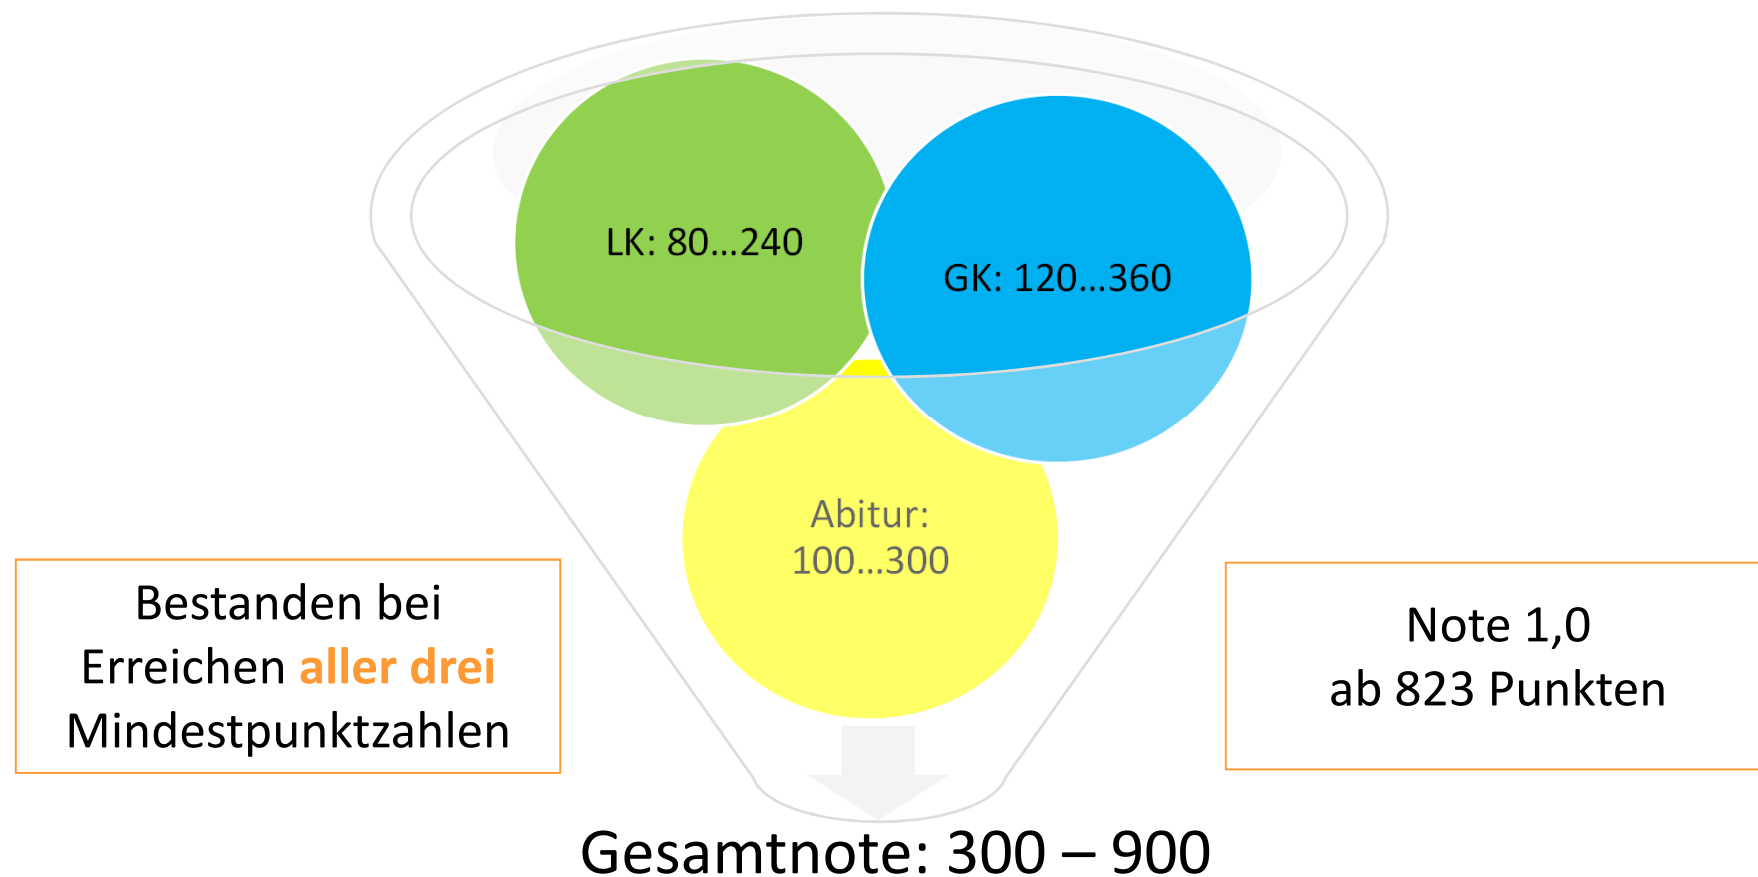 LK: 80...240
GK: 120...360
Abitur:
100...300
Bestanden bei
Erreichen aller drei
Mindestpunktzahlen
Note 1,0
ab 823 Punkten
Gesamtnote: 300 – 900